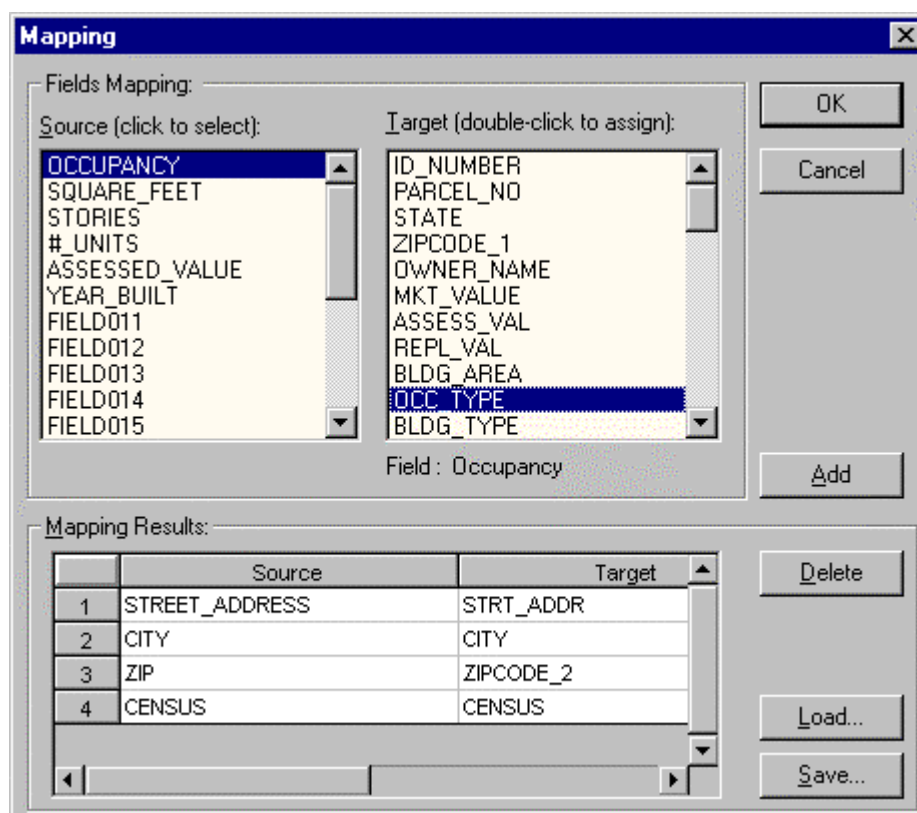 Mapping
Fields Mapping:
Source (click to select):
OCCUPANCY
SQUARE_FEET
STORIES
#_UNITS
ASSESSED_VALUE
YEAR_BUILT
FIELD011
FIELD012
FIELD013
FIELD014
FIELD015
Target (double-click to assign):
ID_NUMBER
PARCEL_NO
STATE
ZIPCODE_1
OWNER_NAME
MKT_VALUE
ASSESS_VAL
REPL_VAL
BLDG_AREA
OCC_TYPE
BLDG_TYPE
Field : Occupancy
OK
Cancel
Add
Mapping Results:
Source Target
1 STREET_ADDRESS STRT_ADDR
2 CITY CITY
3 ZIP ZIPCODE_2
4 CENSUS CENSUS
Delete
Load...
Save...